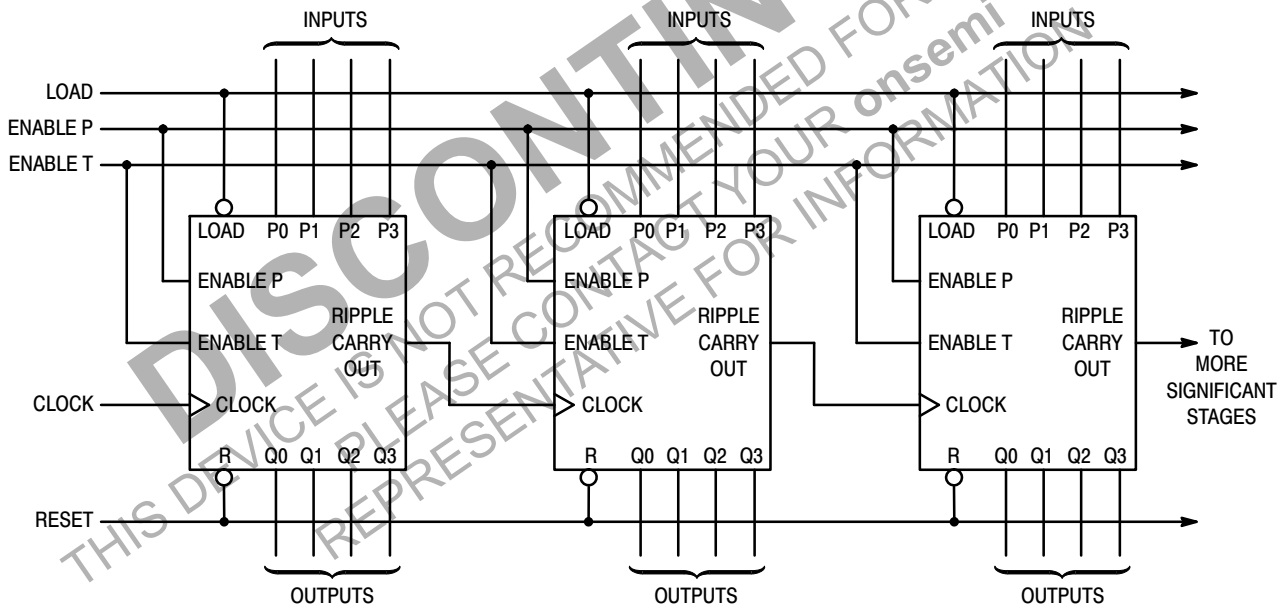 INPUTS INPUTS INPUTS
LOAD
ENABLE P
ENABLE T
LOAD P0 P1 P2 P3 LOAD P0 P1 P2 P3 LOAD P0 P1 P2 P3
ENABLE P ENABLE P ENABLE P
RIPPLE RIPPLE RIPPLE
ENABLE T CARRY ENABLE T CARRY ENABLE T CARRY TO
OUT OUT OUT MORE
SIGNIFICANT
CLOCK CLOCK CLOCK CLOCK STAGES
R Q0 Q1 Q2 Q3 R Q0 Q1 Q2 Q3 R Q0 Q1 Q2 Q3
RESET
OUTPUTS OUTPUTS OUTPUTS
THIS DEVICE IS NOT RECOMMENDED FOR
PLEASE CONTACT YOUR onsemi
REPRESENTATIVE FOR INFORMATION